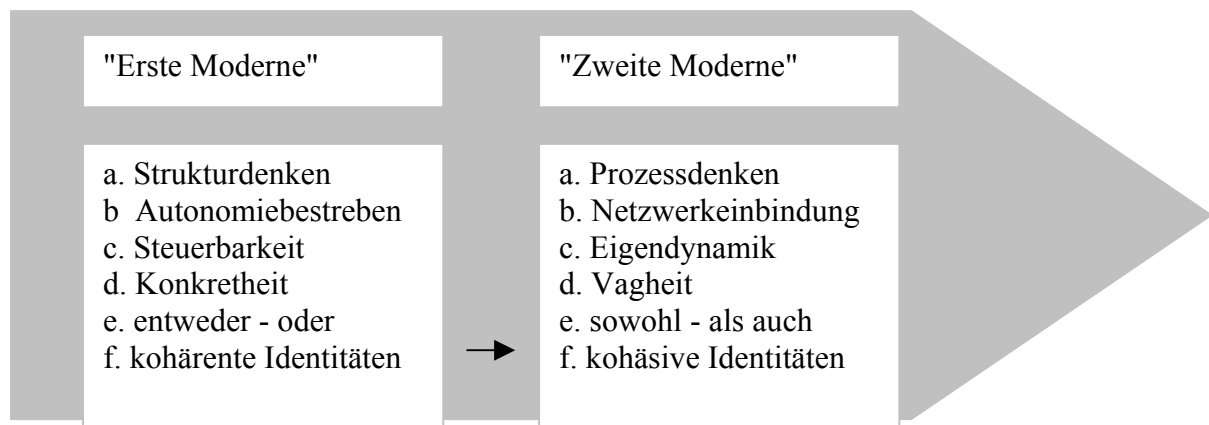 "Erste Moderne"
a. Strukturdenken
b  Autonomiebestreben
c. Steuerbarkeit
d. Konkretheit
e. entweder - oder
f. kohärente Identitäten
"Zweite Moderne"
a. Prozessdenken
b. Netzwerkeinbindung
c. Eigendynamik
d. Vagheit
e. sowohl - als auch
f. kohäsive Identitäten